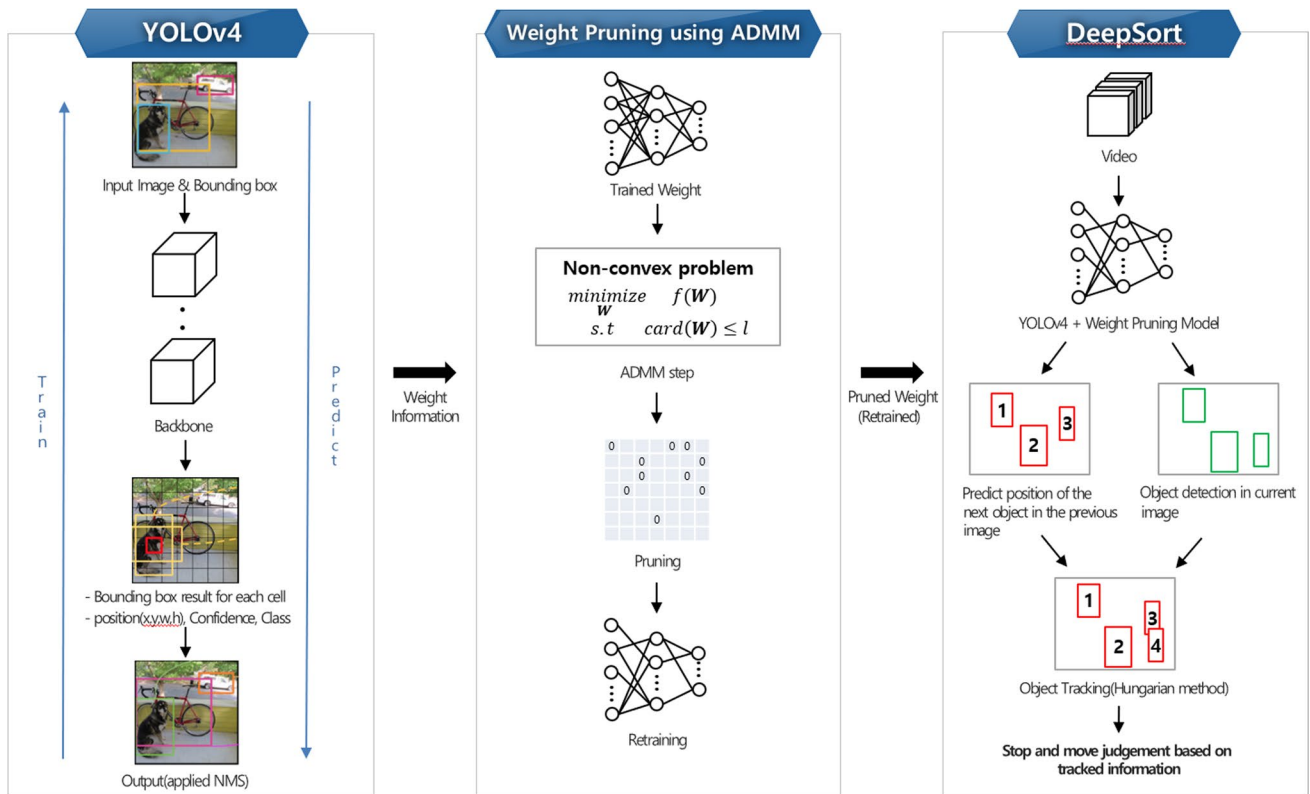 YOLOv4
Input Image & Bounding box
Train
Predict
Backbone
- Bounding box result for each cell
- position(x,y,w,h), Confidence, Class
Output(applied NMS)
Weight
Information
Weight Pruning using ADMM
Trained Weight
Non-convex problem
minimize f(W)
W
s.t card(W) ≤ l
ADMM step
0 0 0
0 0
0 0
0 0
0
Pruning
Retraining
Pruned Weight
(Retrained)
DeepSort
Video
YOLOv4 + Weight Pruning Model
1
2
3
Predict position of the
next object in the previous
image
Object detection in current
image
1
2
3
4
Object Tracking(Hungarian method)
Stop and move judgement based on
tracked information